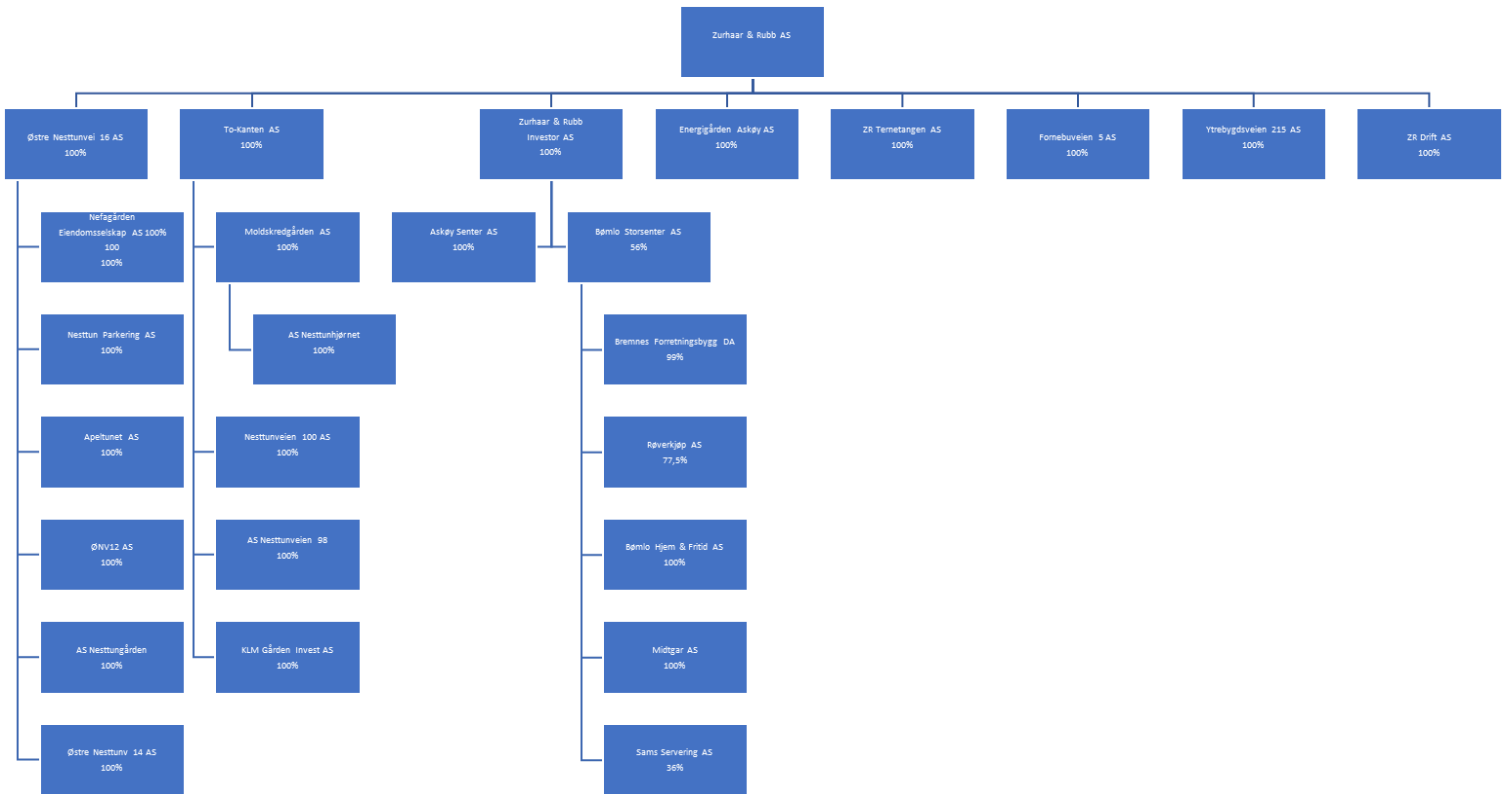 Zurhaar & Rubb AS
Østre Nesttunvei 16 AS
100%
To-Kanten AS
100%
Zurhaar & Rubb
Investor AS
100%
Energigården Askøy AS
100%
ZR Ternetangen AS
100%
Fornebuveien 5 AS
100%
Ytrebygdsveien 215 AS
100%
ZR Drift AS
100%
Nefagården
Eiendomsselskap AS 100%
100
100%
Moldskredgården AS
100%
Askøy Senter AS
100%
Bømlo Storsenter AS
56%
Nesttun Parkering AS
100%
AS Nesttunhjørnet
100%
Bremnes Forretningsbygg DA
99%
Apeltunet AS
100%
Nesttunveien 100 AS
100%
Røverkjøp AS
77,5%
ØNV12 AS
100%
AS Nesttunveien 98
100%
Bømlo Hjem & Fritid AS
100%
AS Nesttungården
100%
KLM Gården Invest AS
100%
Midtgar AS
100%
Østre Nesttunv 14 AS
100%
Sams Servering AS
36%